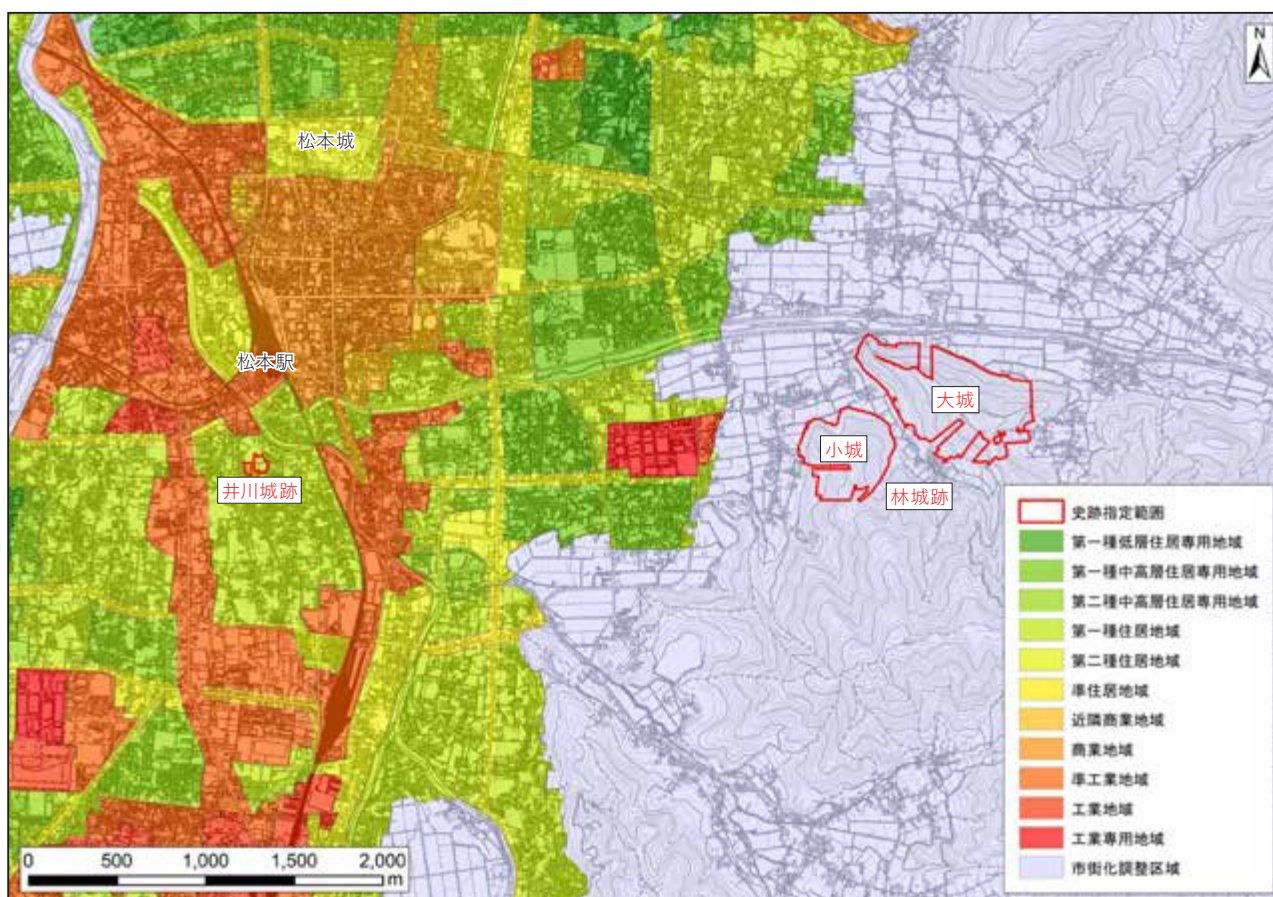 N
松本城
松本駅
大城
小城
井川城跡
林城跡
史跡指定範囲
第一種低層住居専用地域
第一種中高層住居専用地域
第二種中高層住居専用地域
第一種住居地域
第二種住居地域
準住居地域
近隣商業地域
商業地域
準工業地域
工業地域
工業専用地域
市街化調整区域
0 500 1,000 1,500 2,000
m